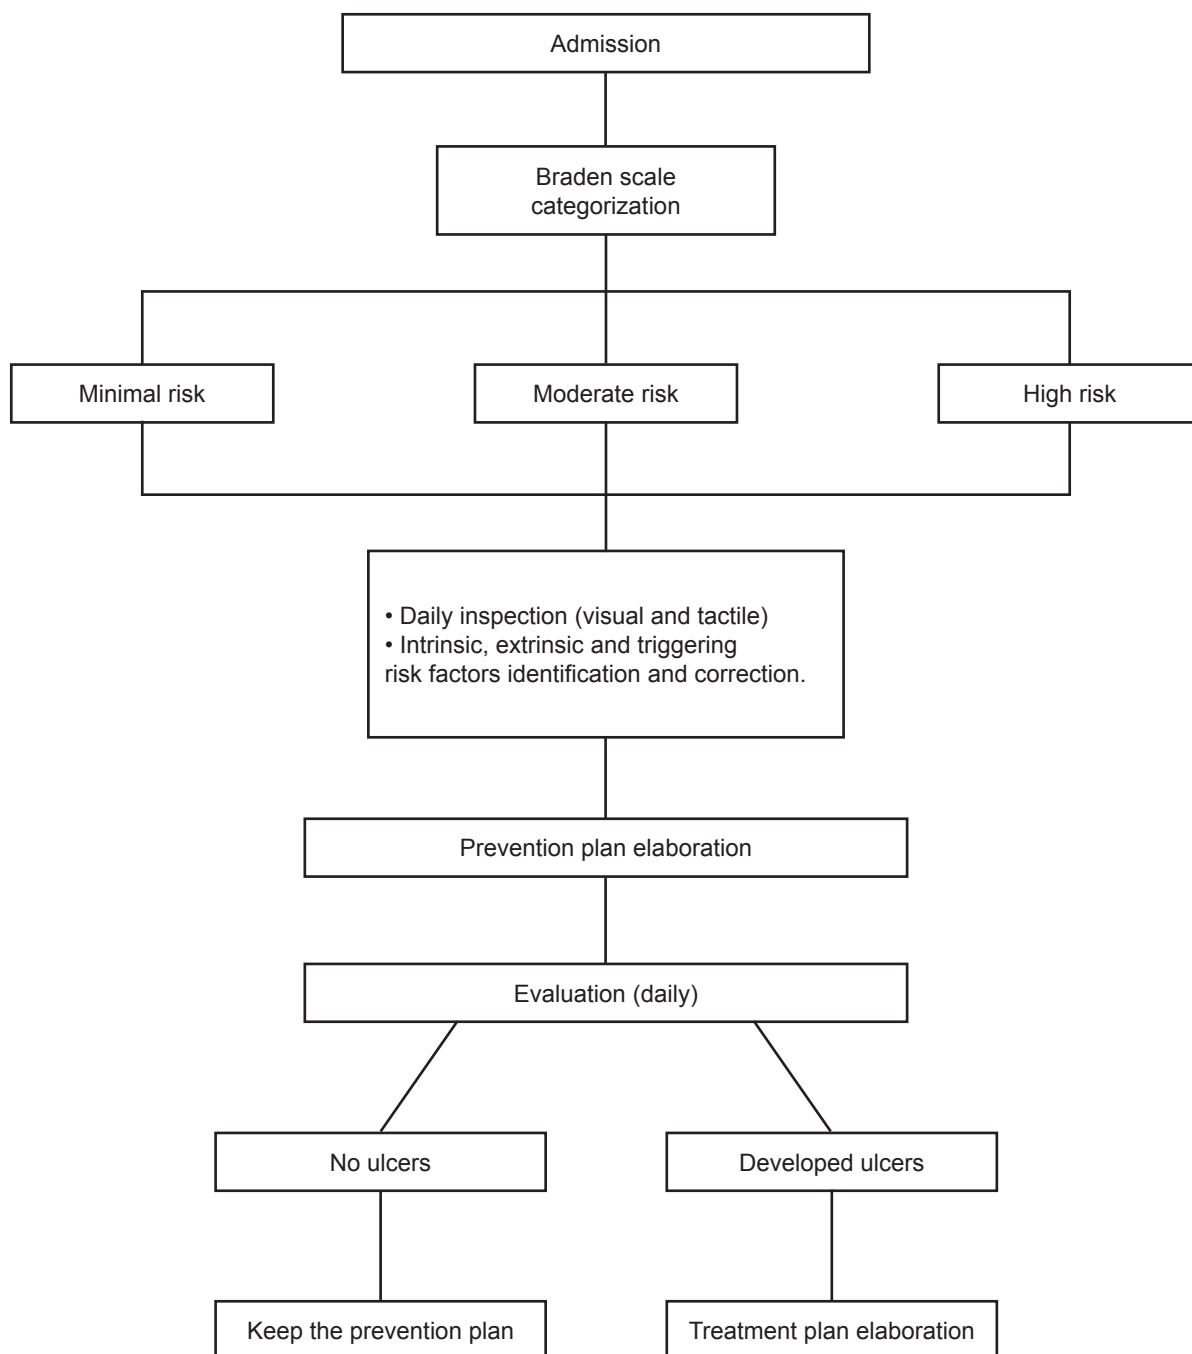 Admission
Braden scale
categorization
Minimal risk
Moderate risk
High risk
• Daily inspection (visual and tactile)
• Intrinsic, extrinsic and triggering
risk factors identification and correction.
Prevention plan elaboration
Evaluation (daily)
No ulcers
Developed ulcers
Keep the prevention plan
Treatment plan elaboration